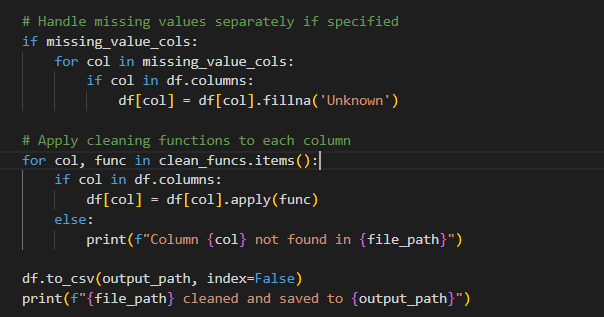 # Handle missing values separately if specified
if missing_value_cols:
    for col in missing_value_cols:
        if col in df.columns:
            df[col] = df[col].fillna('Unknown')

# Apply cleaning functions to each column
for col, func in clean_funcs.items():
    if col in df.columns:
        df[col] = df[col].apply(func)
    else:
        print(f"Column {col} not found in {file_path}")

df.to_csv(output_path, index=False)
print(f"{file_path} cleaned and saved to {output_path}")